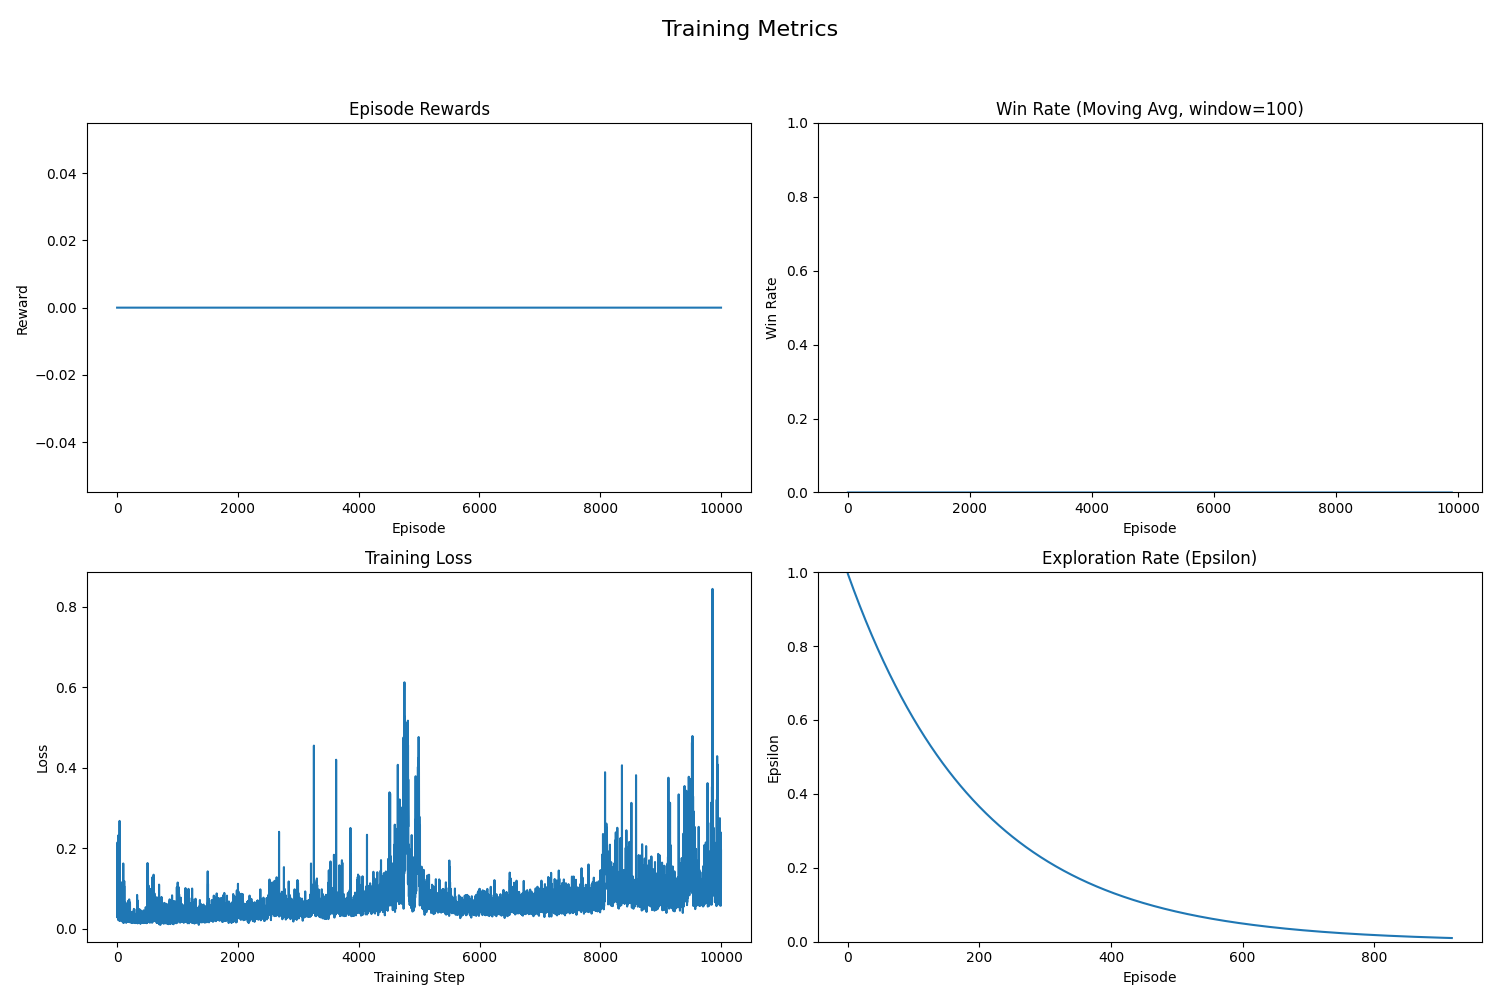 Training Metrics
Episode Rewards
0.04
0.02
0.00
−0.02
−0.04
Reward
0 2000 4000 6000 8000 10000
Episode
Win Rate (Moving Avg, window=100)
1.0
0.8
0.6
0.4
0.2
0.0
Win Rate
0 2000 4000 6000 8000 10000
Episode
Training Loss
0.8
0.6
0.4
0.2
0.0
Loss
0 2000 4000 6000 8000 10000
Training Step
Exploration Rate (Epsilon)
1.0
0.8
0.6
0.4
0.2
0.0
Epsilon
0 200 400 600 800
Episode